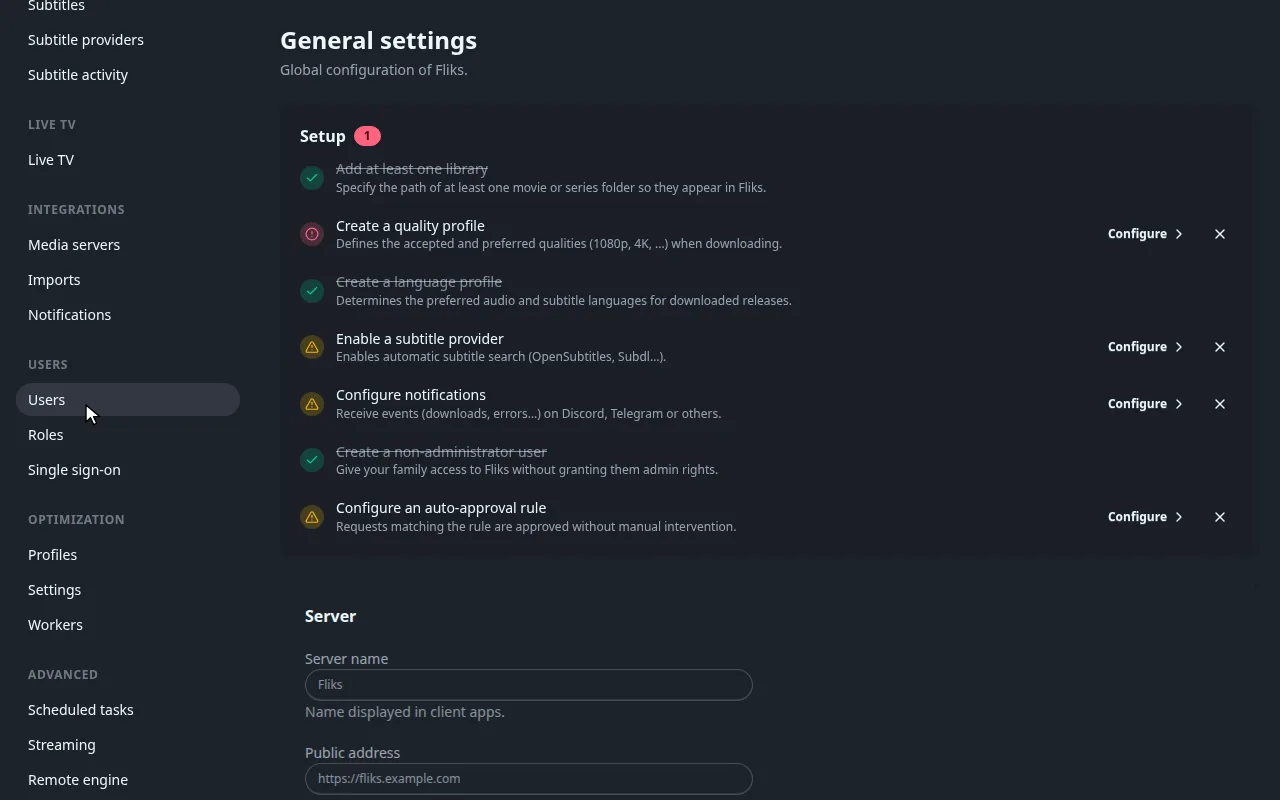 Subtitles
Subtitle providers
Subtitle activity
LIVE TV
Live TV
INTEGRATIONS
Media servers
Imports
Notifications
USERS
Users
Roles
Single sign-on
OPTIMIZATION
Profiles
Settings
Workers
ADVANCED
Scheduled tasks
Streaming
Remote engine
General settings
Global configuration of Fliks.
Setup 1
Add at least one library
Specify the path of at least one movie or series folder so they appear in Fliks.
Create a quality profile
Defines the accepted and preferred qualities (1080p, 4K, ...) when downloading.
Configure
Create a language profile
Determines the preferred audio and subtitle languages for downloaded releases.
Enable a subtitle provider
Enables automatic subtitle search (OpenSubtitles, Subdl...).
Configure
Configure notifications
Receive events (downloads, errors...) on Discord, Telegram or others.
Configure
Create a non-administrator user
Give your family access to Fliks without granting them admin rights.
Configure an auto-approval rule
Requests matching the rule are approved without manual intervention.
Configure
Server
Server name
Fliks
Name displayed in client apps.
Public address
https://fliks.example.com